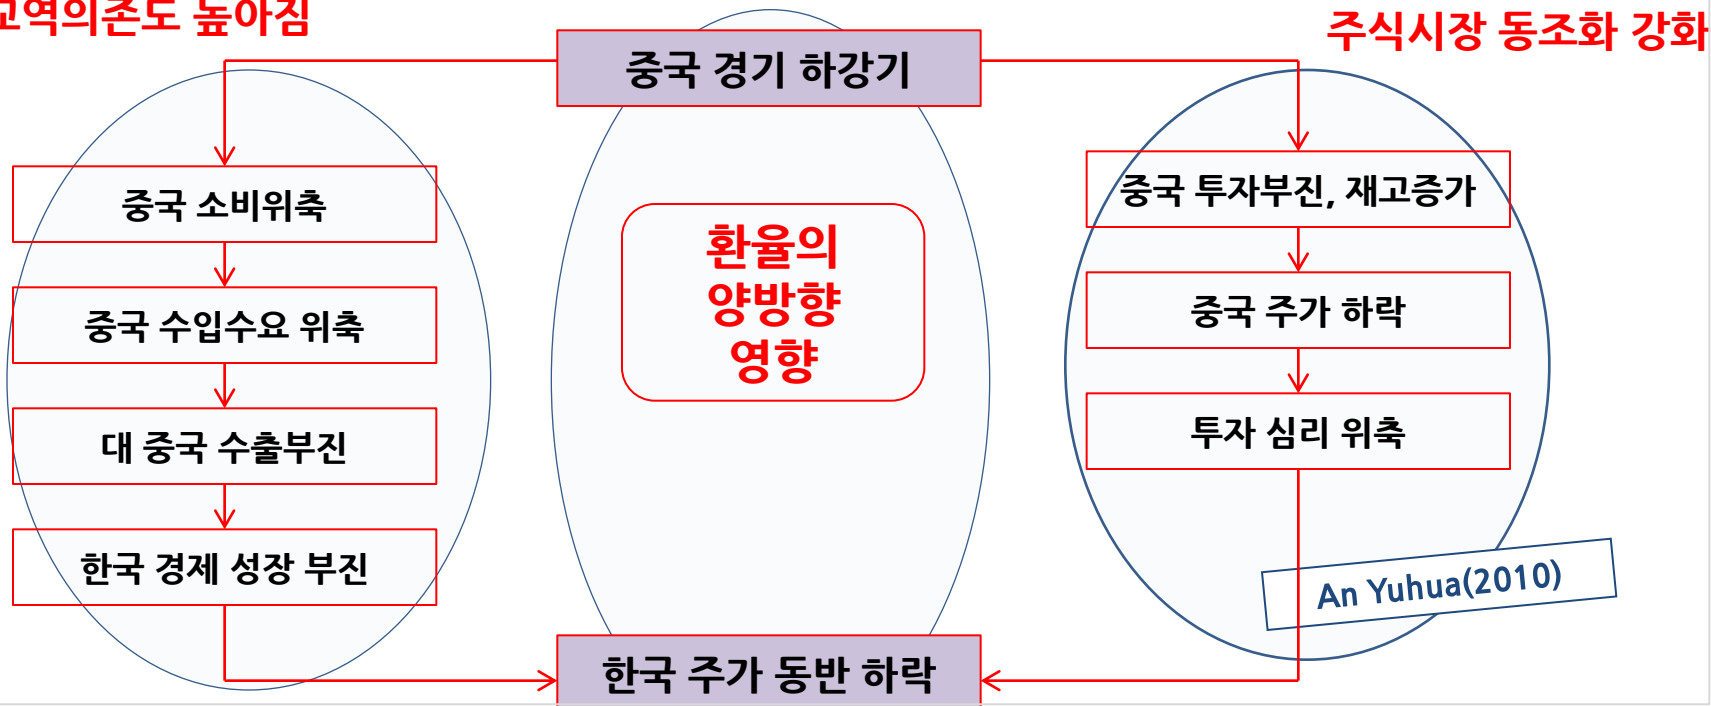 교역의존도 높아짐
주식시장 동조화 강화
중국 경기 하강기
중국 소비위축
중국 수입수요 위축
대 중국 수출부진
한국 경제 성장 부진
환율의
양방향
영향
중국 투자부진, 재고증가
중국 주가 하락
투자 심리 위축
An Yuhua(2010)
한국 주가 동반 하락